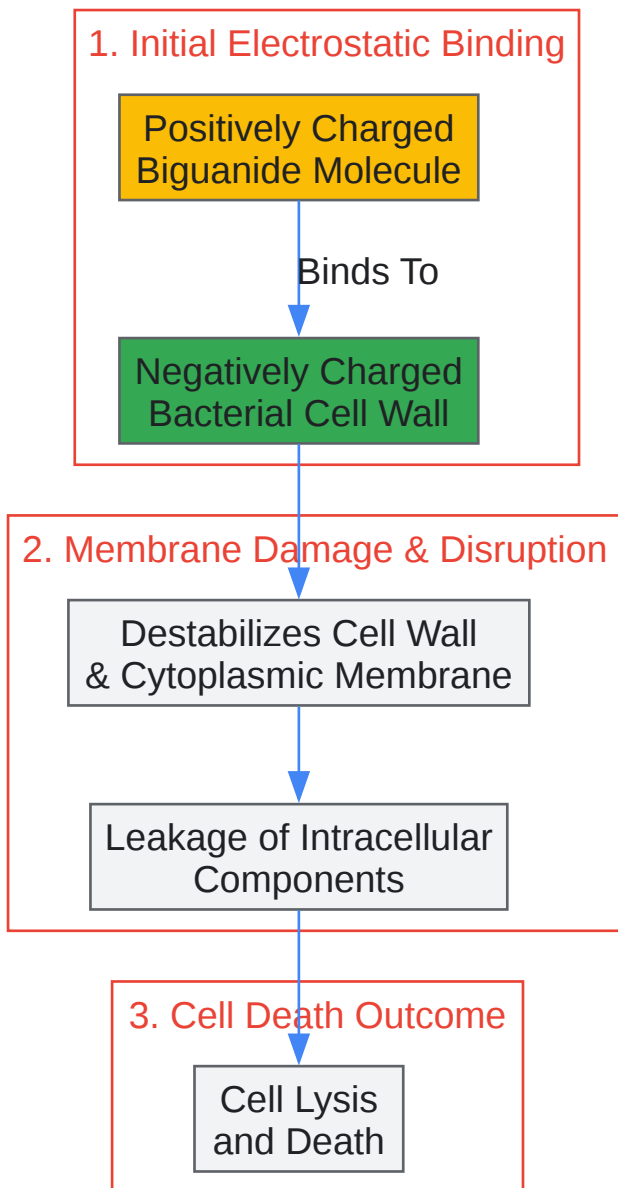 1. Initial Electrostatic Binding
Positively Charged
Biguanide Molecule
Binds To
Negatively Charged
Bacterial Cell Wall
2. Membrane Damage & Disruption
Destabilizes Cell Wall
& Cytoplasmic Membrane
Leakage of Intracellular
Components
3. Cell Death Outcome
Cell Lysis
and Death